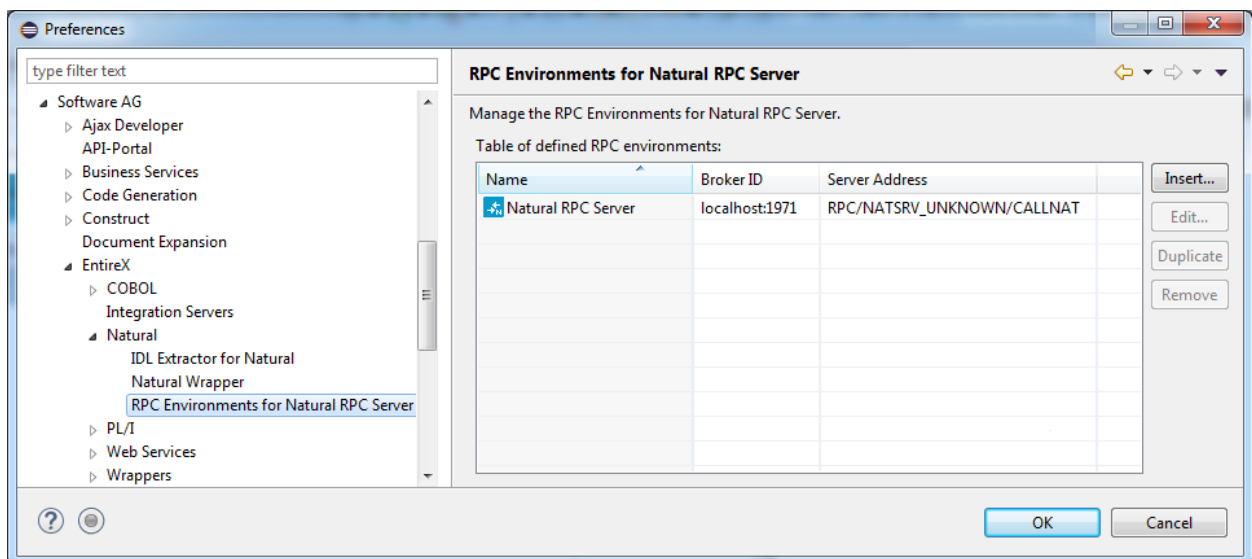 Preferences
type filter text
Software AG
Ajax Developer
API-Portal
Business Services
Code Generation
Construct
Document Expansion
EntireX
COBOL
Integration Servers
Natural
IDL Extractor for Natural
Natural Wrapper
RPC Environments for Natural RPC Server
PL/I
Web Services
Wrappers
RPC Environments for Natural RPC Server
Manage the RPC Environments for Natural RPC Server.
Table of defined RPC environments:
Name Broker ID Server Address
Natural RPC Server localhost:1971 RPC/NATSRV_UNKNOWN/CALLNAT
Insert...
Edit...
Duplicate
Remove
OK Cancel